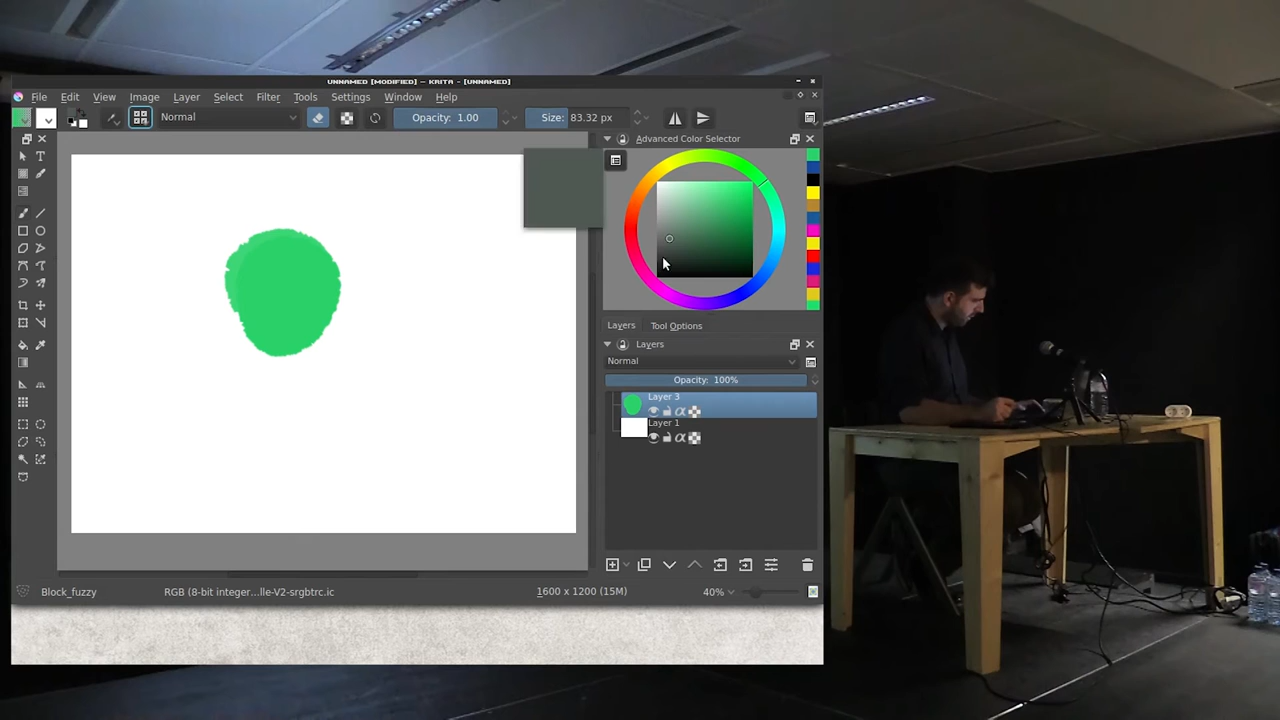 UNNAMED [MODIFIED] – KRITA - [UNNAMED]
File Edit View Image Layer Select Filter Tools Settings Window Help
Normal Opacity: 1.00 Size: 83.32 px
Advanced Color Selector
Layers Tool Options
Layers
Normal
Opacity: 100%
Layer 3
Layer 1
Block_fuzzy RGB (8-bit integer...lle-V2-srgbtrc.ic 1600 x 1200 (15M) 40%